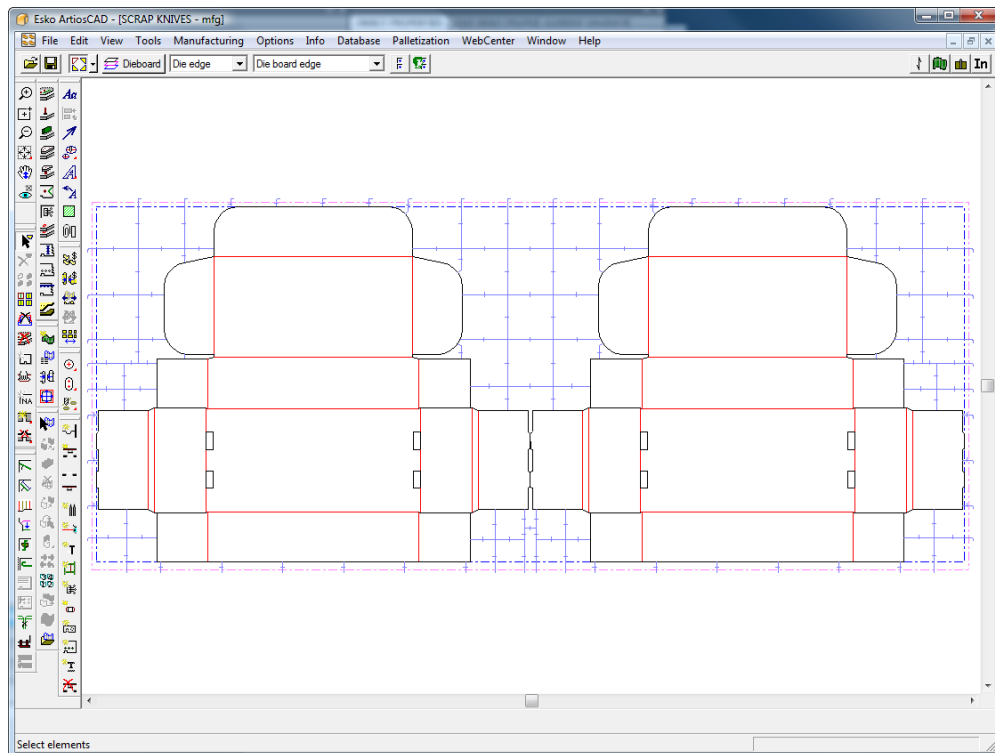 Esko ArtiosCAD - [SCRAP KNIVES - mfg]
File Edit View Tools Manufacturing Options Info Database Palletization WebCenter Window Help
Dieboard Die edge Die board edge In
Select elements